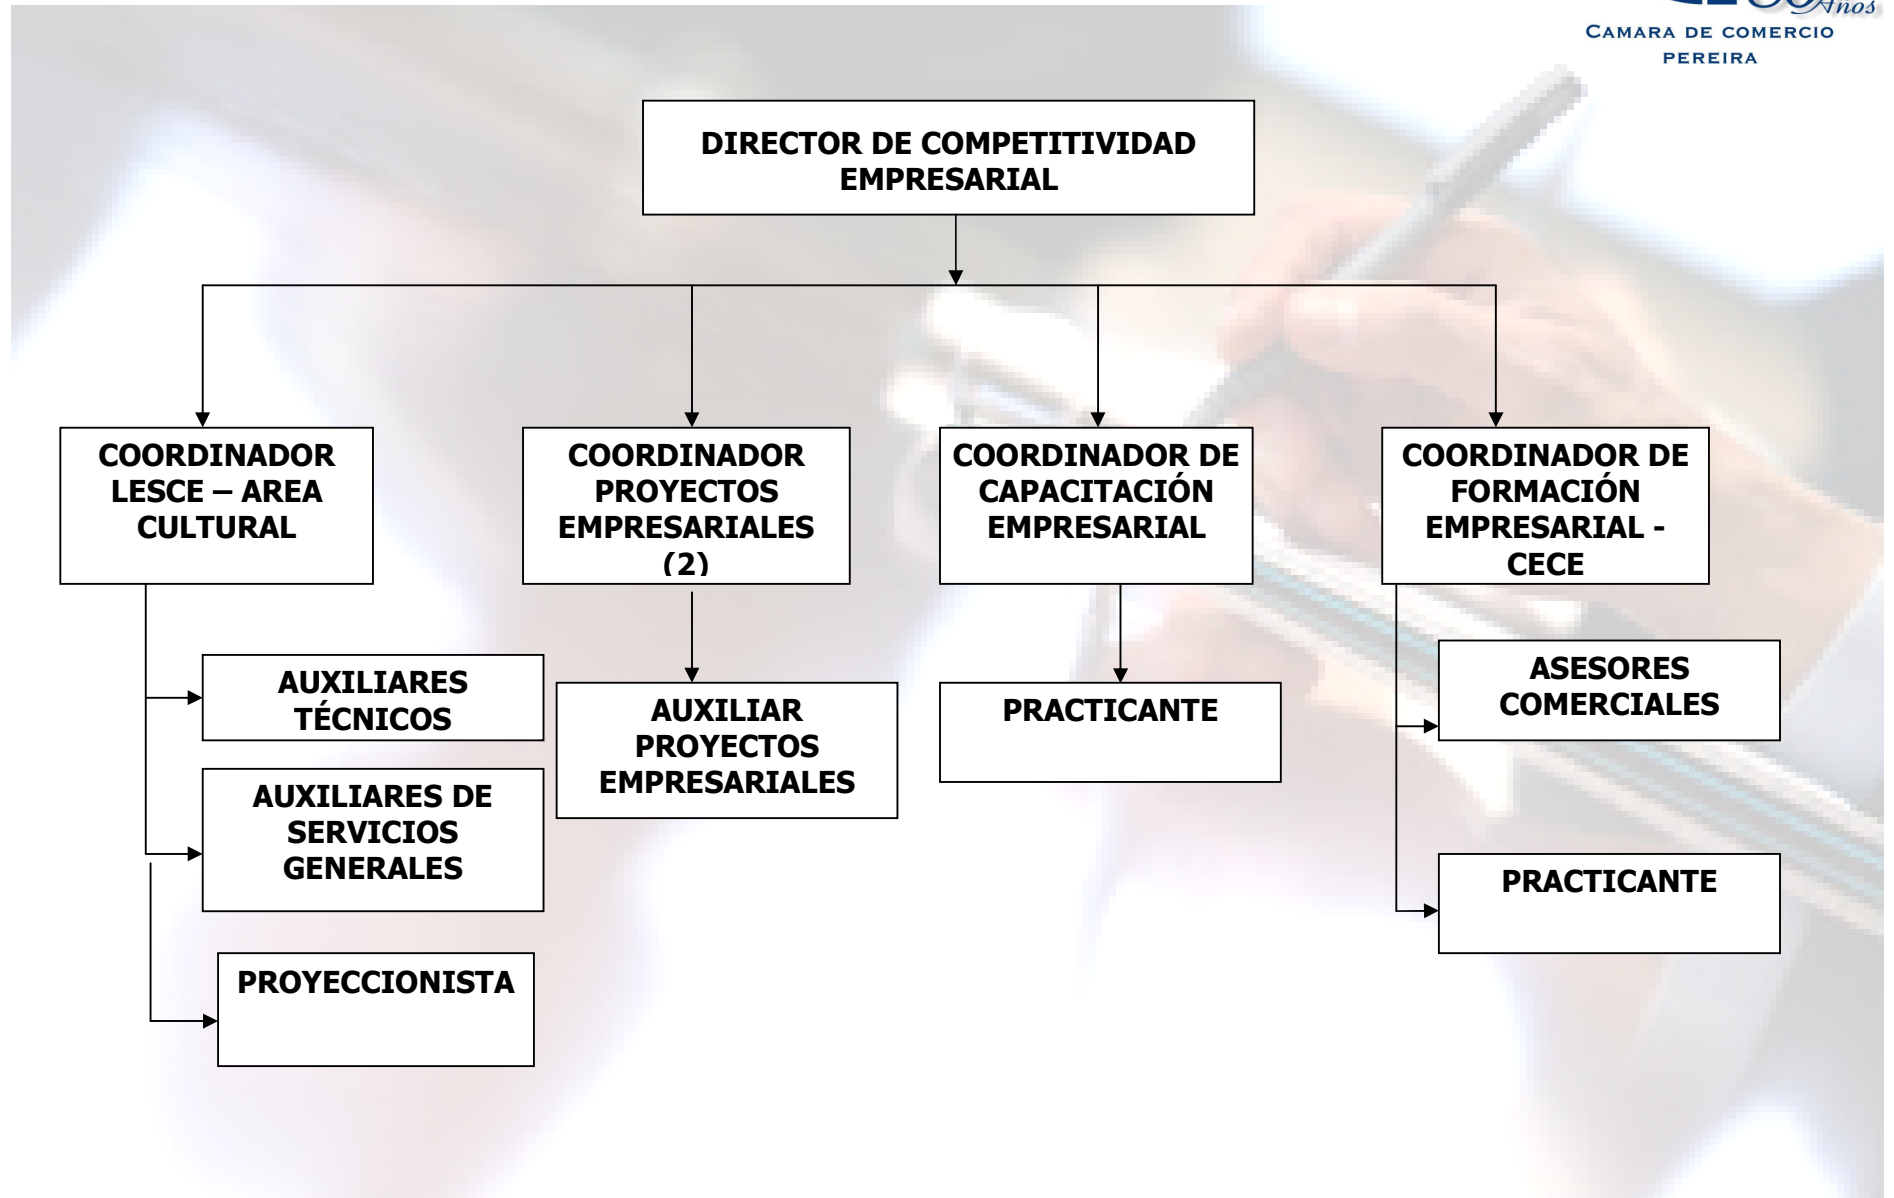 Años
CAMARA DE COMERCIO
PEREIRA
DIRECTOR DE COMPETITIVIDAD
EMPRESARIAL
COORDINADOR
LESCE – AREA
CULTURAL
COORDINADOR
PROYECTOS
EMPRESARIALES
(2)
COORDINADOR DE
CAPACITACIÓN
EMPRESARIAL
COORDINADOR DE
FORMACIÓN
EMPRESARIAL -
CECE
AUXILIARES
TÉCNICOS
AUXILIARES DE
SERVICIOS
GENERALES
PROYECCIONISTA
AUXILIAR
PROYECTOS
EMPRESARIALES
PRACTICANTE
ASESORES
COMERCIALES
PRACTICANTE